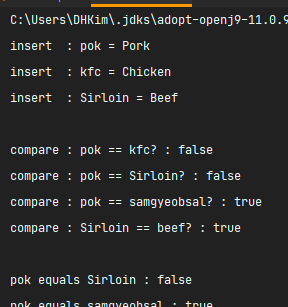 C:\Users\DHKim\.jdks\adopt-openj9-11.0.9
insert  : pok = Pork
insert  : kfc = Chicken
insert  : Sirloin = Beef
compare : pok == kfc? : false
compare : pok == Sirloin? : false
compare : pok == samgyeobsal? : true
compare : Sirloin == beef? : true
pok equals Sirloin : false
pok equals samgyeobsal : true